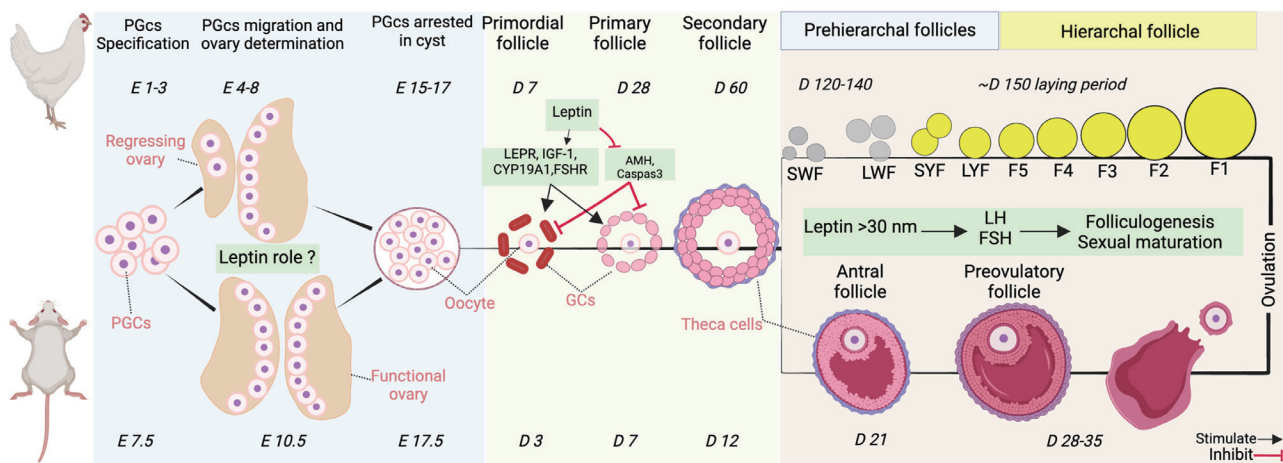 PGcs
Specification
PGcs migration and
ovary determination
PGcs arrested
in cyst
Primordial
follicle
Primary
follicle
Secondary
follicle
Prehierarchal follicles
Hierarchal follicle
E 1-3
E 4-8
E 15-17
D 7
D 28
D 60
D 120-140
~D 150 laying period
Leptin
Regressing
ovary
LEPR, IGF-1,
CYP19A1,FSHR
AMH,
Caspas3
SWF
LWF
SYF
LYF
F5
F4
F3
F2
F1
Leptin >30 nm
LH
FSH
Folliculogenesis
Sexual maturation
Leptin role ?
Ovulation
Antral
follicle
Preovulatory
follicle
PGCs
Oocyte
GCs
Theca cells
Functional
ovary
E 7.5
E 10.5
E 17.5
D 3
D 7
D 12
D 21
D 28-35
Stimulate
Inhibit